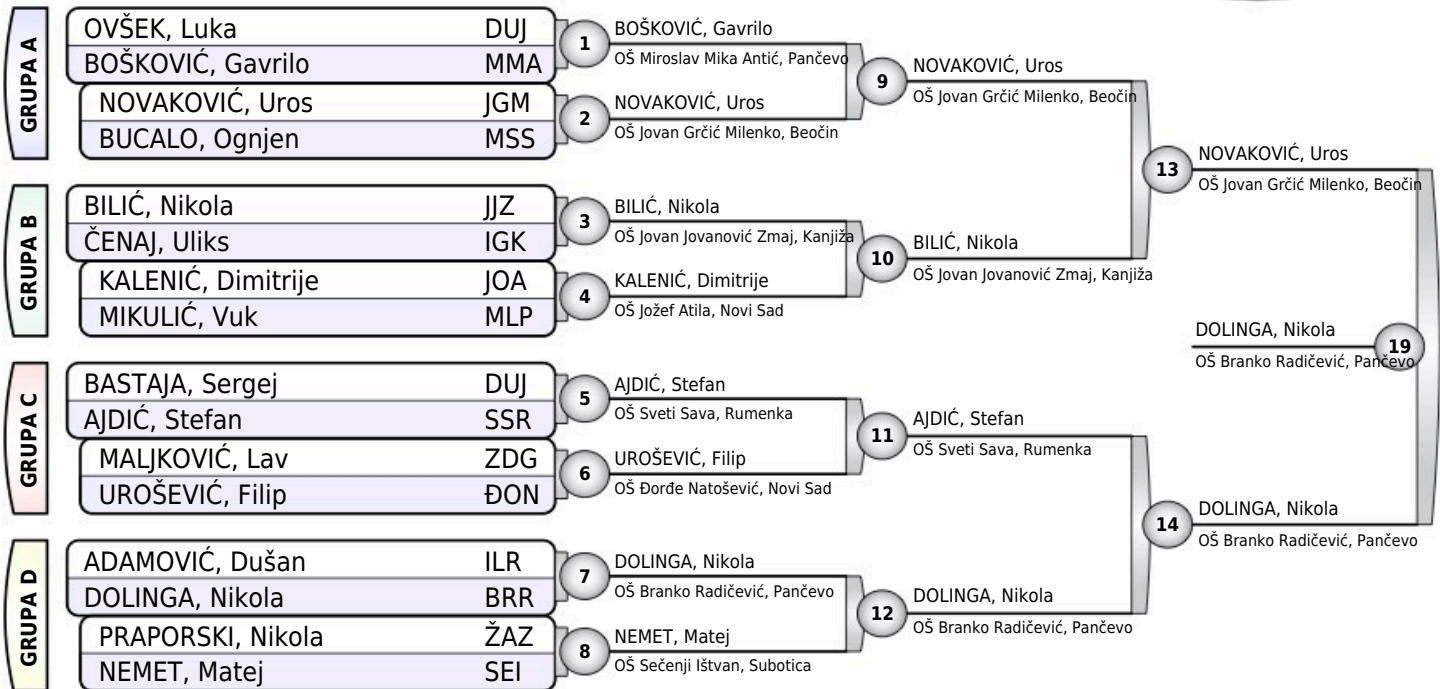 GRUPA A
OVŠEK, Luka DUJ
BOŠKOVIĆ, Gavrilo MMA
NOVAKOVIĆ, Uros JGM
BUCALO, Ognjen MSS
GRUPA B
BILIĆ, Nikola JJZ
ČENAJ, Uliks IGK
KALENIĆ, Dimitrije JOA
MIKULIĆ, Vuk MLP
GRUPA C
BASTAJA, Sergej DUJ
AJDIĆ, Stefan SSR
MALJKOVIĆ, Lav ZDG
UROŠEVIĆ, Filip ĐON
GRUPA D
ADAMOVIĆ, Dušan ILR
DOLINGA, Nikola BRR
PRAPORSKI, Nikola ŽAZ
NEMET, Matej SEI
1
BOŠKOVIĆ, Gavrilo
OŠ Miroslav Mika Antić, Pančevo
2
NOVAKOVIĆ, Uros
OŠ Jovan Grčić Milenko, Beočin
3
BILIĆ, Nikola
OŠ Jovan Jovanović Zmaj, Kanjiža
4
KALENIĆ, Dimitrije
OŠ Jožef Atila, Novi Sad
5
AJDIĆ, Stefan
OŠ Sveti Sava, Rumenka
6
UROŠEVIĆ, Filip
OŠ Đorđe Natošević, Novi Sad
7
DOLINGA, Nikola
OŠ Branko Radičević, Pančevo
8
NEMET, Matej
OŠ Sečenji Ištvan, Subotica
9
NOVAKOVIĆ, Uros
OŠ Jovan Grčić Milenko, Beočin
10
BILIĆ, Nikola
OŠ Jovan Jovanović Zmaj, Kanjiža
11
AJDIĆ, Stefan
OŠ Sveti Sava, Rumenka
12
DOLINGA, Nikola
OŠ Branko Radičević, Pančevo
13
NOVAKOVIĆ, Uros
OŠ Jovan Grčić Milenko, Beočin
14
DOLINGA, Nikola
OŠ Branko Radičević, Pančevo
DOLINGA, Nikola
19
OŠ Branko Radičević, Pančevo